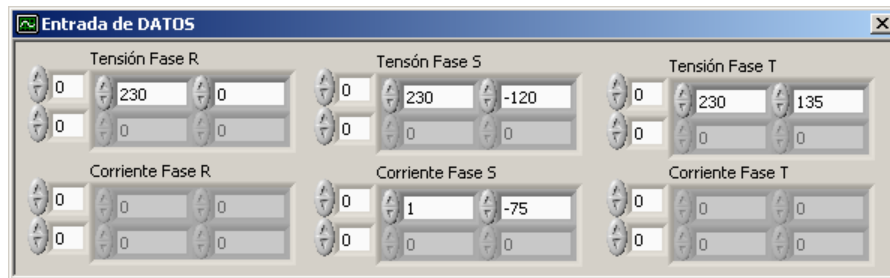 Entrada de DATOS
Tensión Fase R
Tensón Fase S
Tensión Fase T
0 230 0
0 230 -120
0 230 135
0 0 0
0 0 0
0 0 0
Corriente Fase R
Corriente Fase S
Corriente Fase T
0 0 0
0 1 -75
0 0 0
0 0 0
0 0 0
0 0 0